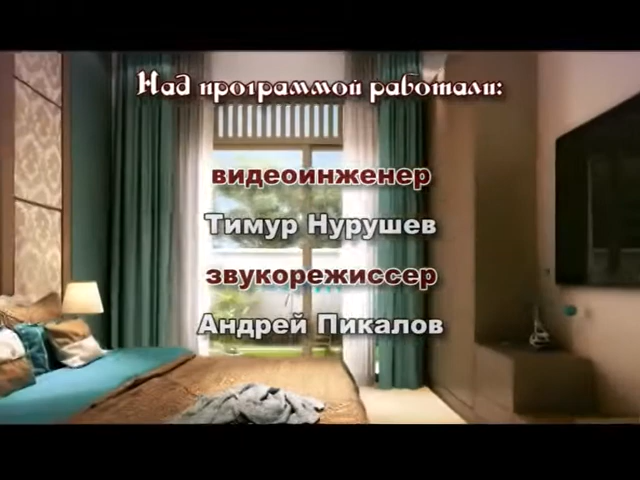 Над программой работали:
видеоинженер
Тимур Нурушев
звукорежиссер
Андрей Пикалов